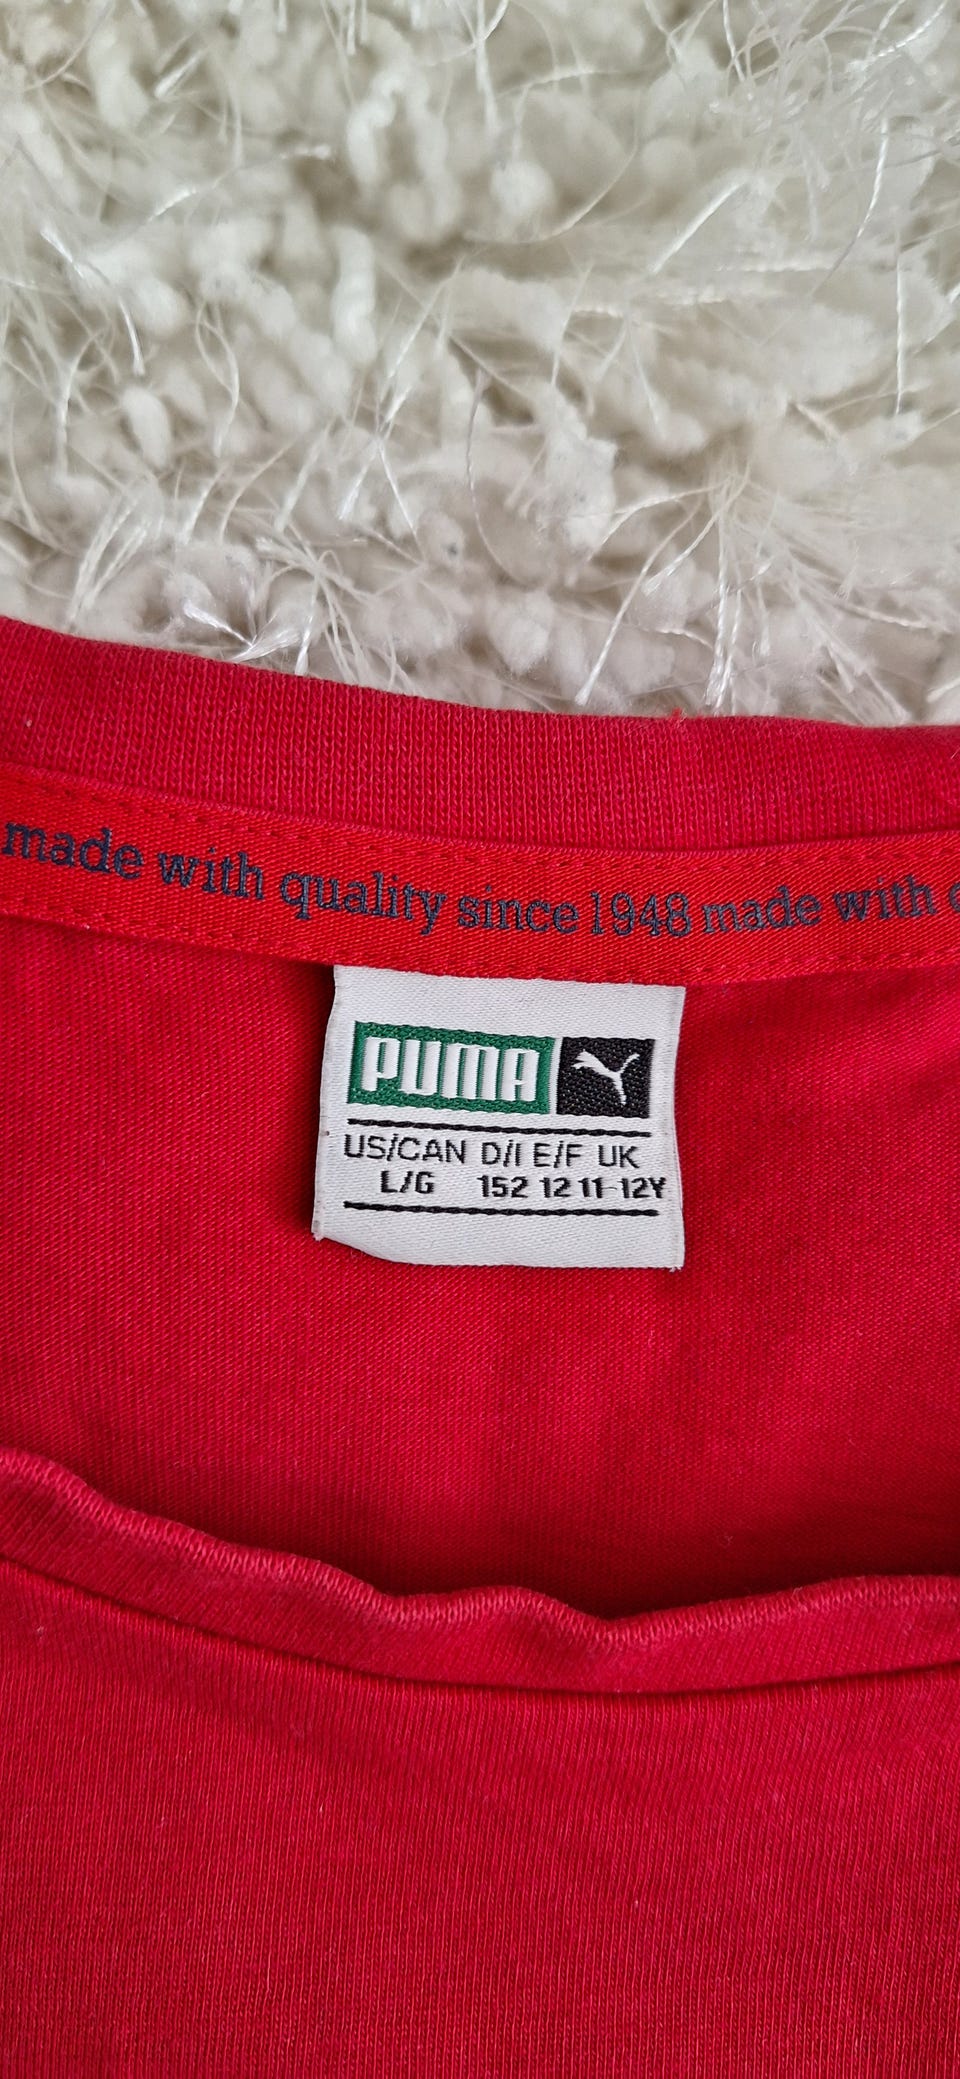 made with quality since 1948 made with
PUMA
US/CAN D/I E/F UK
L/G 152 12 11-12Y